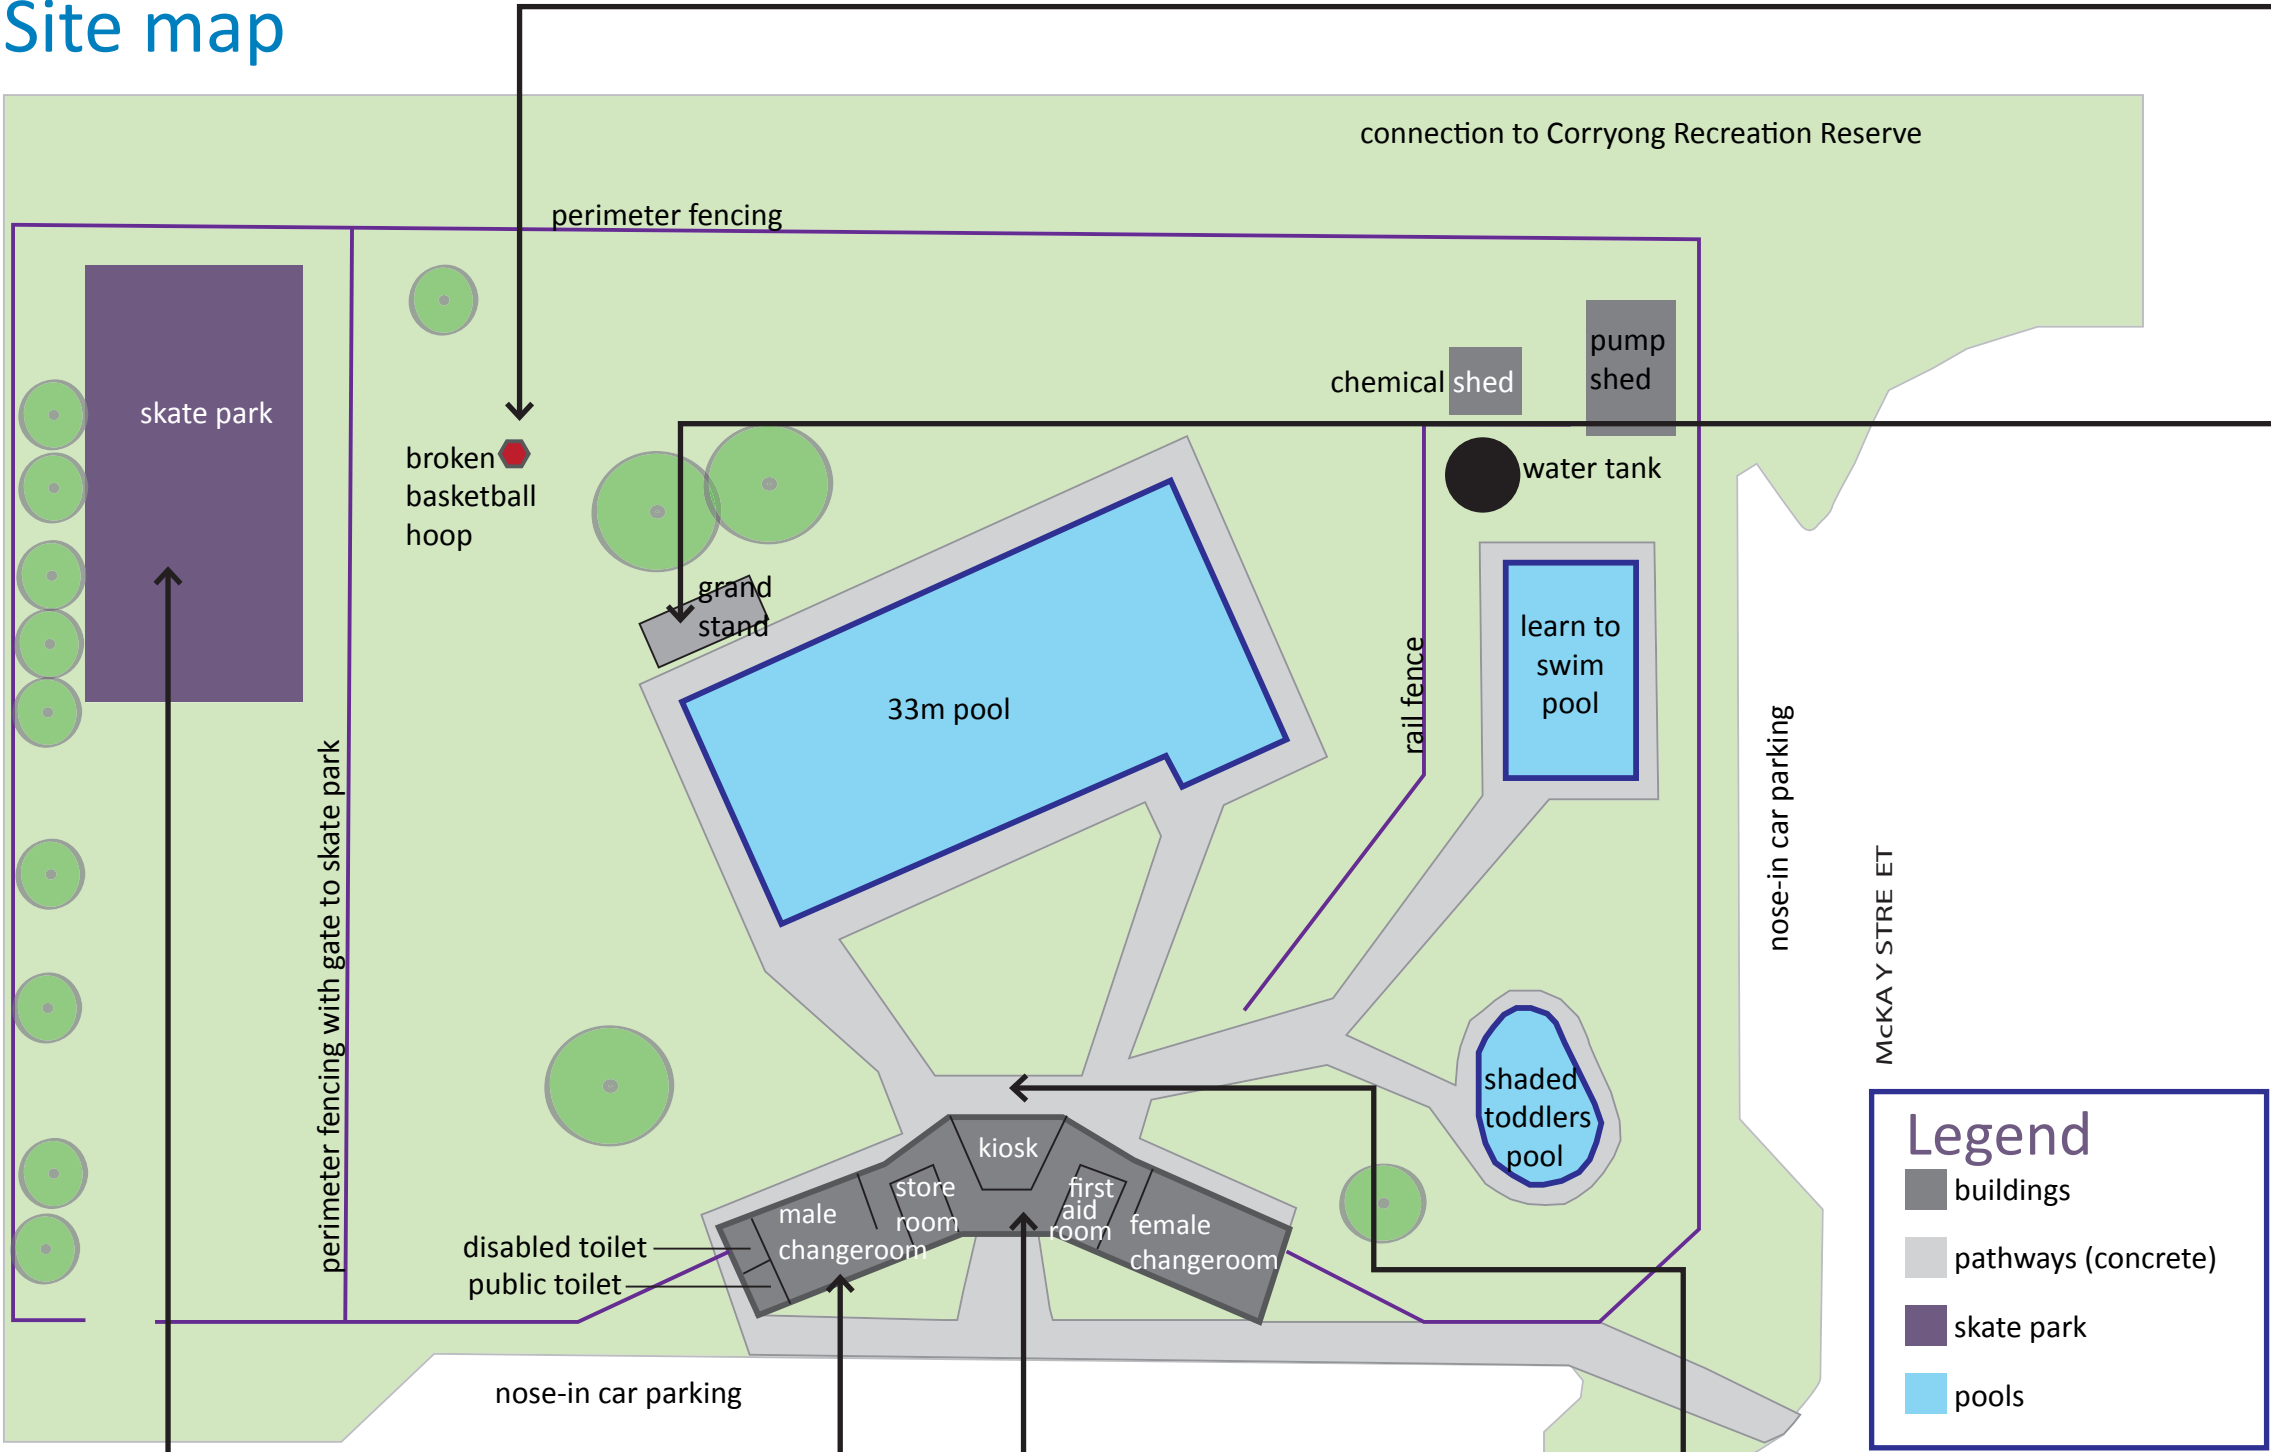 Site map
connection to Corryong Recreation Reserve
perimeter fencing
pump
shed
chemical shed
skate park
broken
basketball
hoop
water tank
grand
stand
learn to
swim
pool
33m pool
rail fence
nose-in car parking
perimeter fencing with gate to skate park
McKAY STRE ET
shaded
toddlers
pool
kiosk
store
room
first
aid
room
male
changeroom
female
changeroom
disabled toilet
public toilet
nose-in car parking
Legend
buildings
pathways (concrete)
skate park
pools